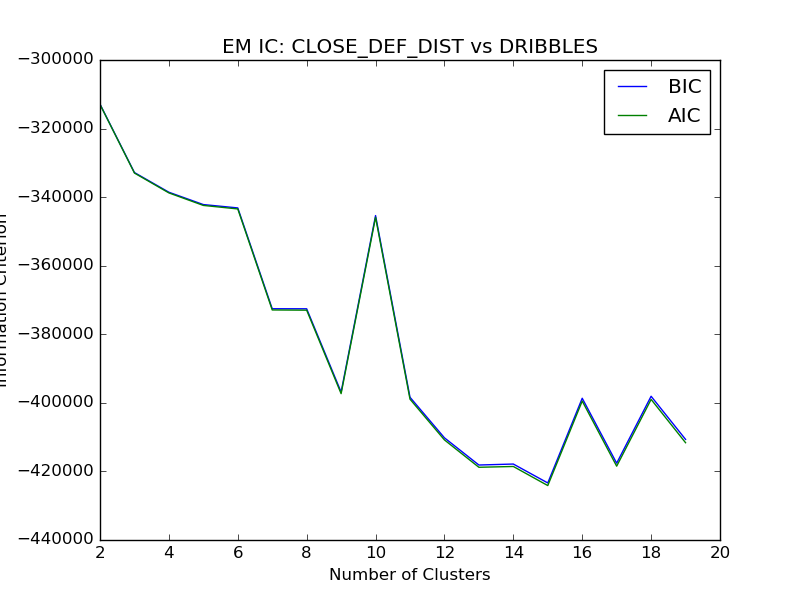 EM IC: CLOSE_DEF_DIST vs DRIBBLES
−300000
−320000
−340000
−360000
−380000
−400000
−420000
−440000
Information Criterion
BIC
AIC
2 4 6 8 10 12 14 16 18 20
Number of Clusters